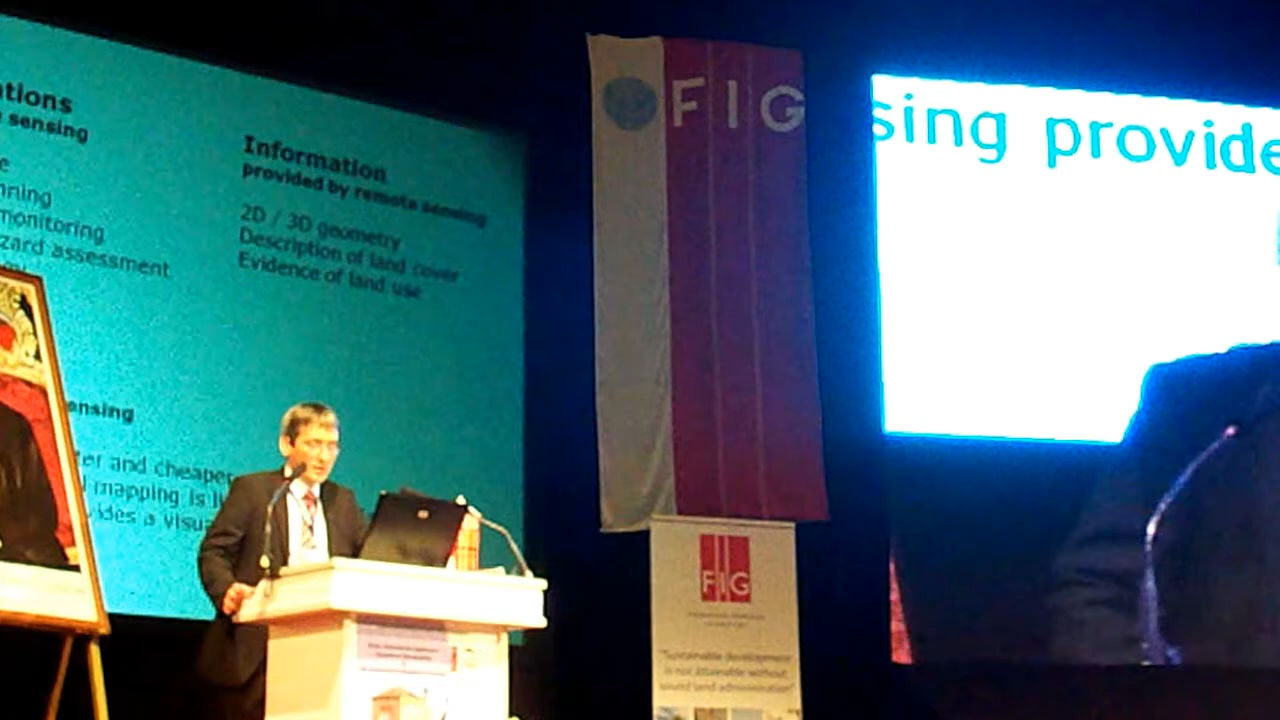 ations
sensing
e
nning
monitoring
zard assessment
Information
provided by remote sensing
2D / 3D geometry
Description of land cover
Evidence of land use
ensing
ter and cheaper
l mapping is
vides a visua
FIG
sing provide
FIG
"Sustainable development
is not attainable without
sound land administration"